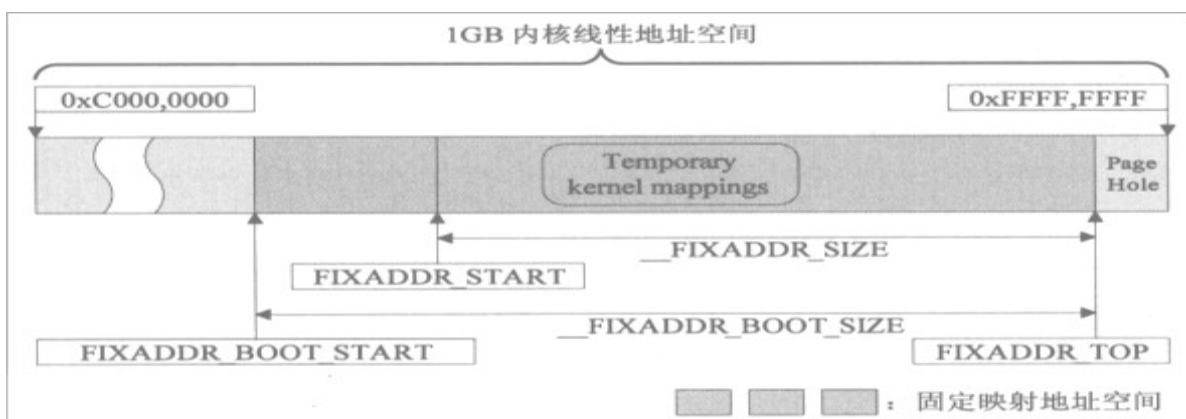 1GB 内核线性地址空间
0xC000,0000
0xFFFF,FFFF
Temporary
kernel mappings
Page
Hole
__FIXADDR_SIZE
FIXADDR_START
__FIXADDR_BOOT_SIZE
FIXADDR_BOOT_START
FIXADDR_TOP
：固定映射地址空间